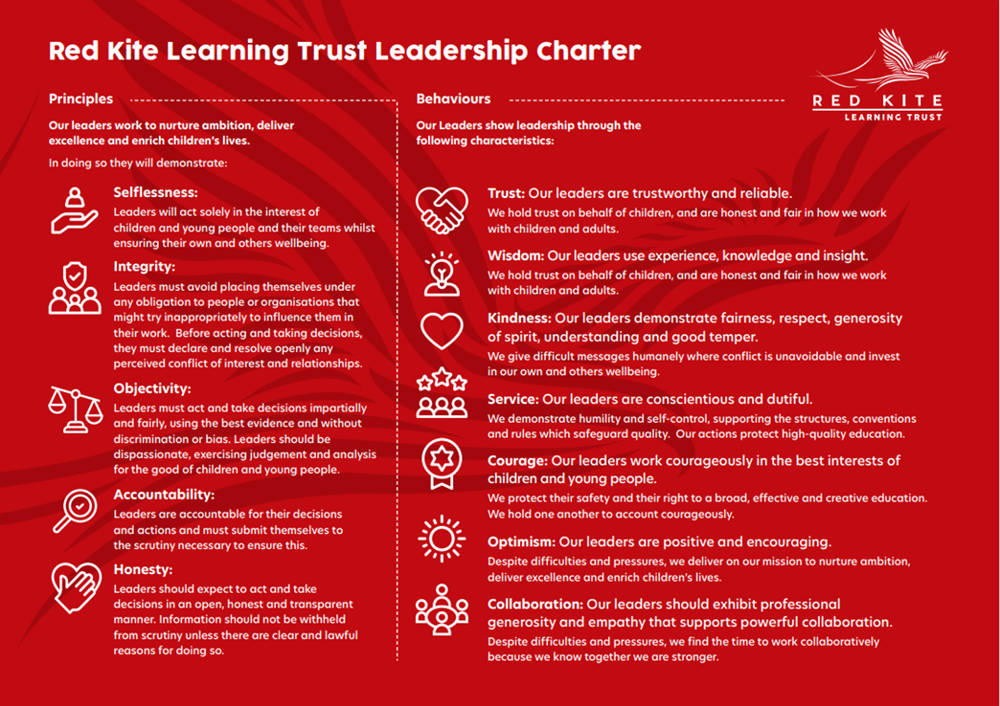 Red Kite Learning Trust Leadership Charter
RED KITE
LEARNING TRUST
Principles
Our leaders work to nurture ambition, deliver
excellence and enrich children's lives.
In doing so they will demonstrate:
Selflessness:
Leaders will act solely in the interest of
children and young people and their teams whilst
ensuring their own and others wellbeing.
Integrity:
Leaders must avoid placing themselves under
any obligation to people or organisations that
might try inappropriately to influence them in
their work.  Before acting and taking decisions,
they must declare and resolve openly any
perceived conflict of interest and relationships.
Objectivity:
Leaders must act and take decisions impartially
and fairly, using the best evidence and without
discrimination or bias. Leaders should be
dispassionate, exercising judgement and analysis
for the good of children and young people.
Accountability:
Leaders are accountable for their decisions
and actions and must submit themselves to
the scrutiny necessary to ensure this.
Honesty:
Leaders should expect to act and take
decisions in an open, honest and transparent
manner. Information should not be withheld
from scrutiny unless there are clear and lawful
reasons for doing so.
Behaviours
Our Leaders show leadership through the
following characteristics:
Trust: Our leaders are trustworthy and reliable.
We hold trust on behalf of children, and are honest and fair in how we work
with children and adults.
Wisdom: Our leaders use experience, knowledge and insight.
We hold trust on behalf of children, and are honest and fair in how we work
with children and adults.
Kindness: Our leaders demonstrate fairness, respect, generosity
of spirit, understanding and good temper.
We give difficult messages humanely where conflict is unavoidable and invest
in our own and others wellbeing.
Service: Our leaders are conscientious and dutiful.
We demonstrate humility and self-control, supporting the structures, conventions
and rules which safeguard quality.  Our actions protect high-quality education.
Courage: Our leaders work courageously in the best interests of
children and young people.
We protect their safety and their right to a broad, effective and creative education.
We hold one another to account courageously.
Optimism: Our leaders are positive and encouraging.
Despite difficulties and pressures, we deliver on our mission to nurture ambition,
deliver excellence and enrich children's lives.
Collaboration: Our leaders should exhibit professional
generosity and empathy that supports powerful collaboration.
Despite difficulties and pressures, we find the time to work collaboratively
because we know together we are stronger.